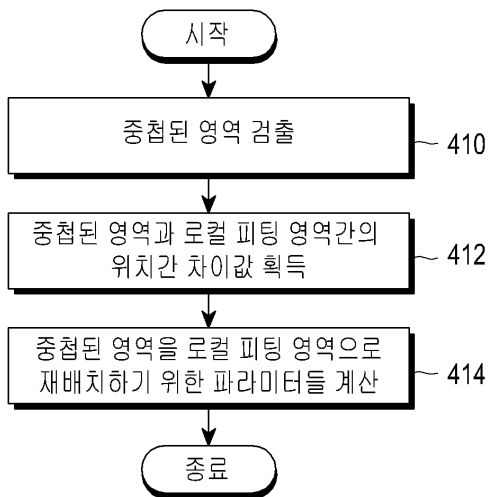 시작
중첩된 영역 검출
410
중첩된 영역과 로컬 피팅 영역간의
위치간 차이값 획득
412
중첩된 영역을 로컬 피팅 영역으로
재배치하기 위한 파라미터들 계산
414
종료